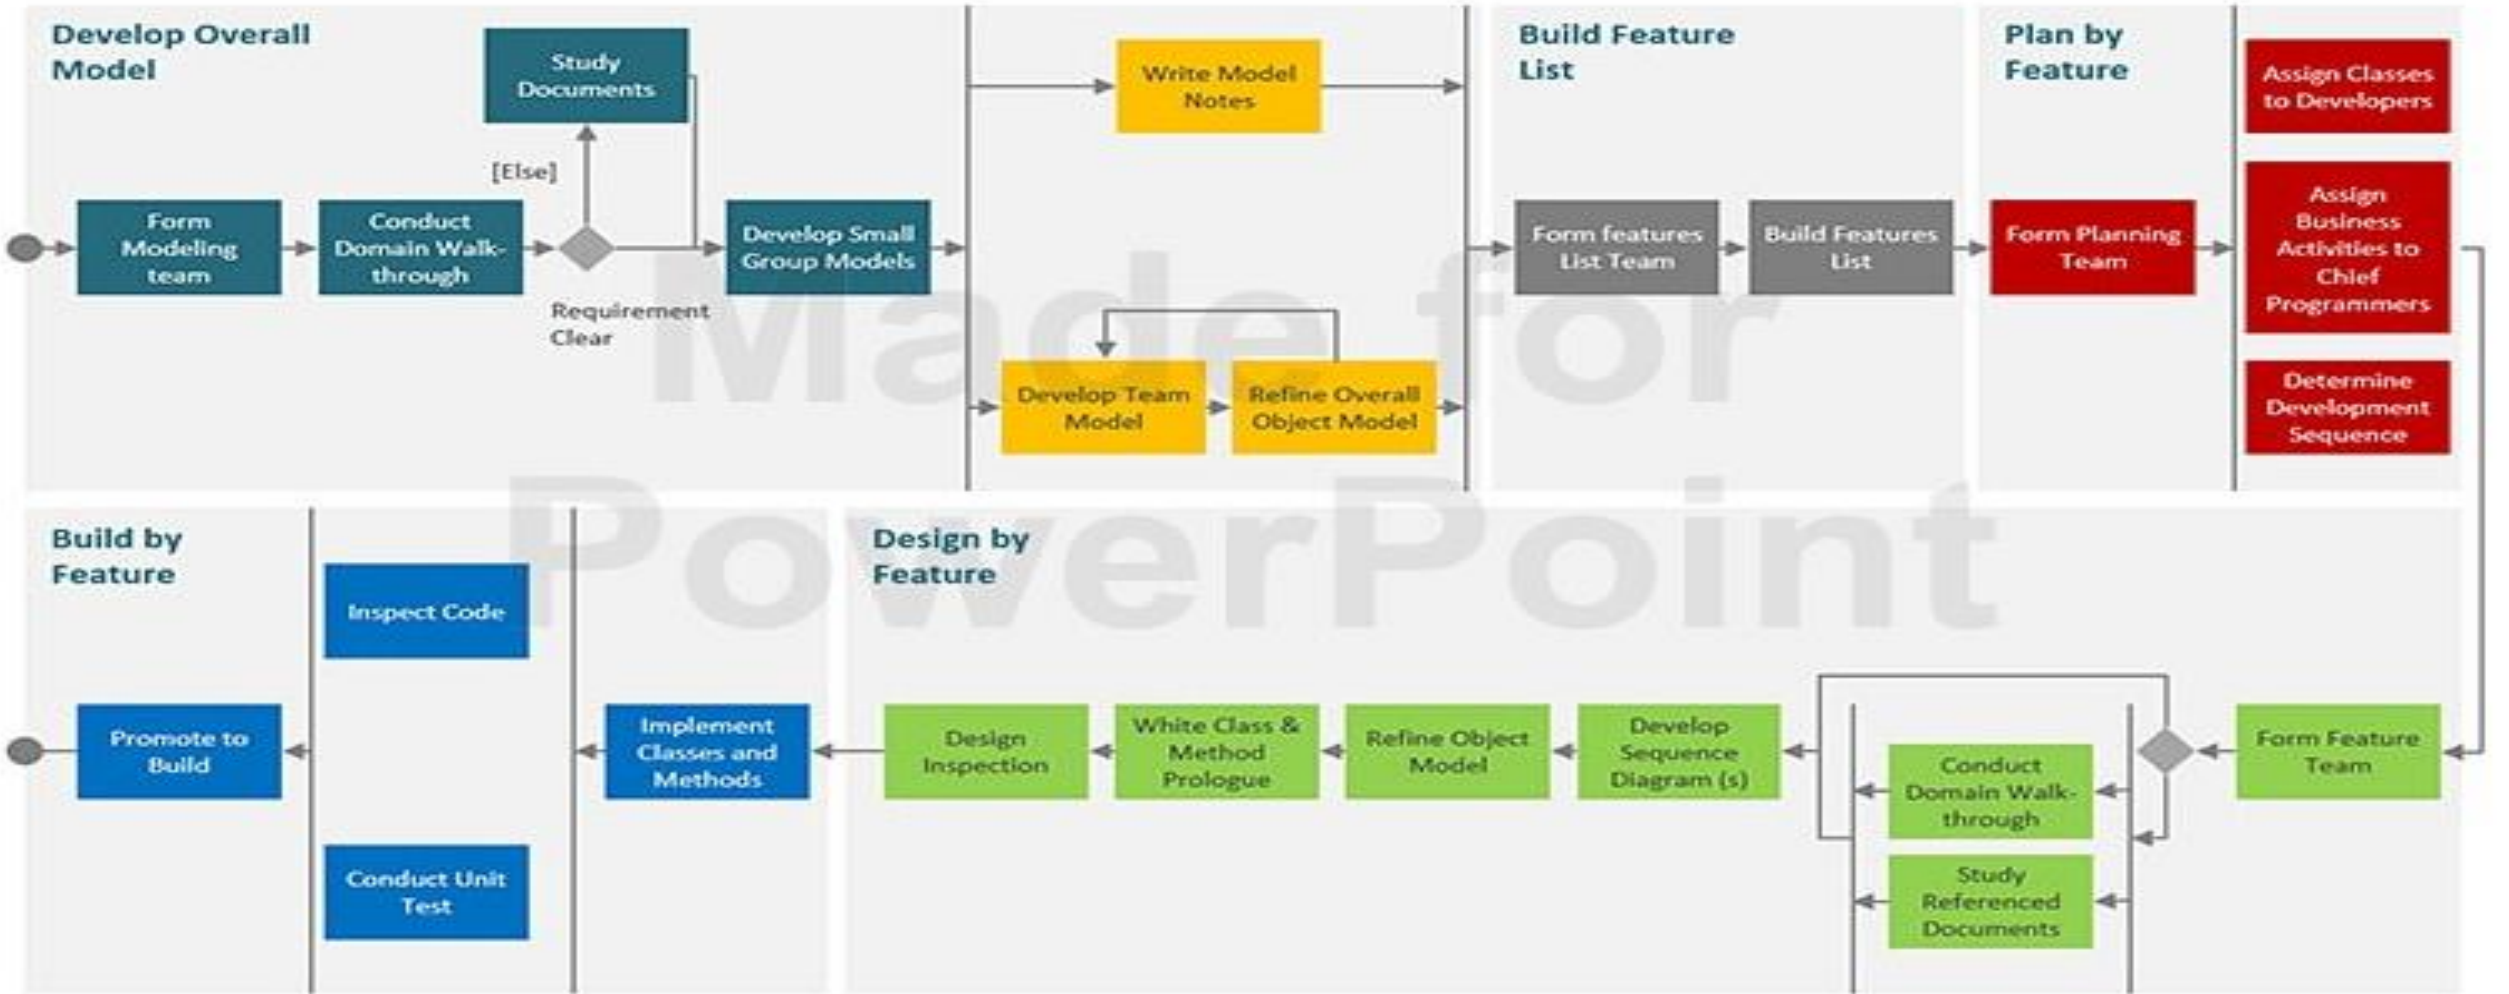 Develop Overall
Model
Study
Documents
[Else]
Form
Modeling
team
Conduct
Domain Walk-
through
Requirement
Clear
Develop Small
Group Models
Write Model
Notes
Develop Team
Model
Refine Overall
Object Model
Build Feature
List
Form features
List Team
Build Features
List
Plan by
Feature
Form Planning
Team
Assign Classes
to Developers
Assign
Business
Activities to
Chief
Programmers
Determine
Development
Sequence
Made for
PowerPoint
Build by
Feature
Inspect Code
Promote to
Build
Conduct Unit
Test
Implement
Classes and
Methods
Design by
Feature
Design
Inspection
White Class &
Method
Prologue
Refine Object
Model
Develop
Sequence
Diagram (s)
Conduct
Domain Walk-
through
Study
Referenced
Documents
Form Feature
Team